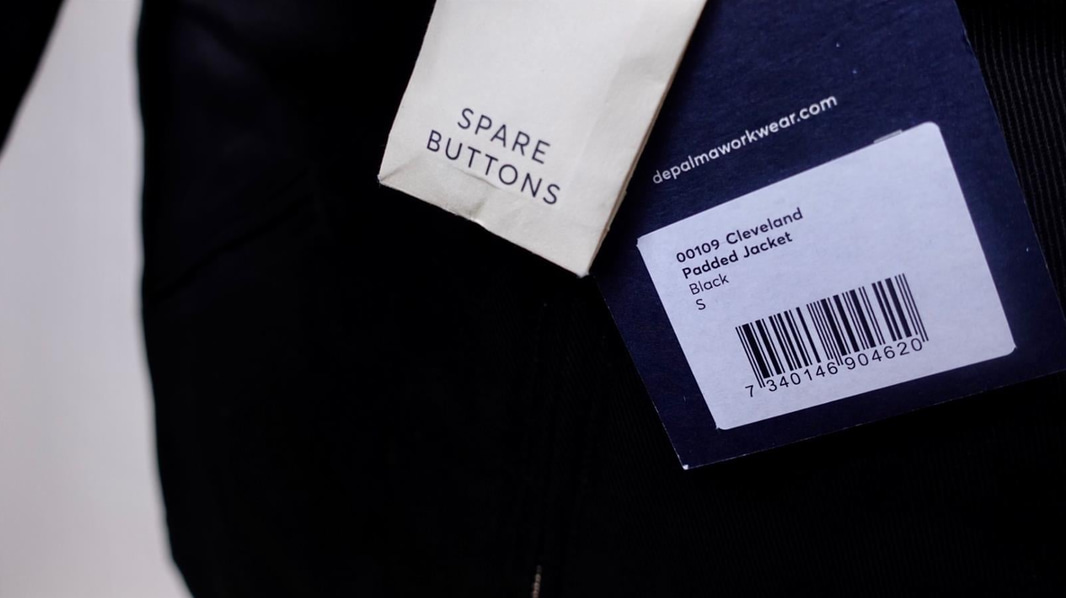 SPARE
BUTTONS
depalmaworkwear.com
00109 Cleveland
Padded Jacket
Black
S
7 340146 904620